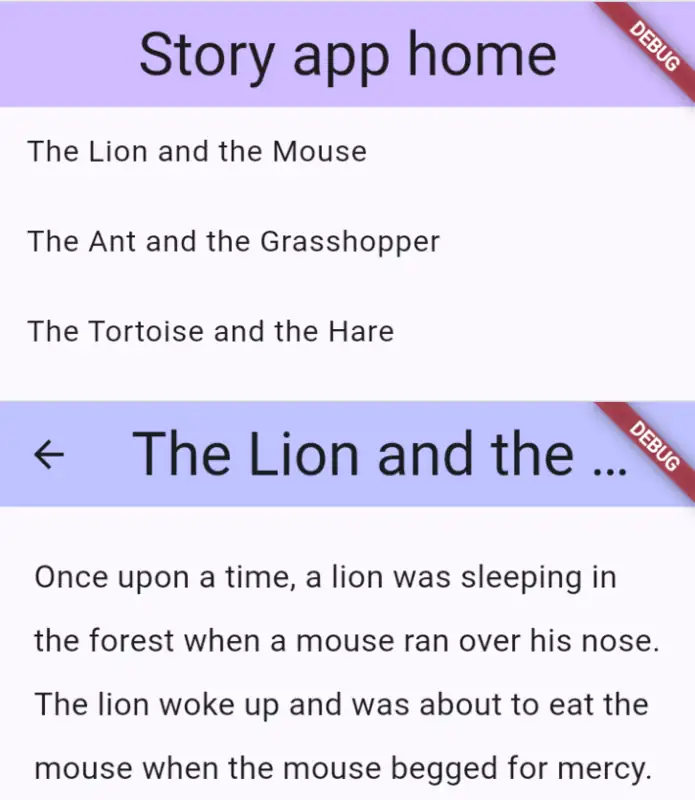 Story app home
DEBUG
The Lion and the Mouse
The Ant and the Grasshopper
The Tortoise and the Hare
The Lion and the ...
DEBUG
Once upon a time, a lion was sleeping in
the forest when a mouse ran over his nose.
The lion woke up and was about to eat the
mouse when the mouse begged for mercy.